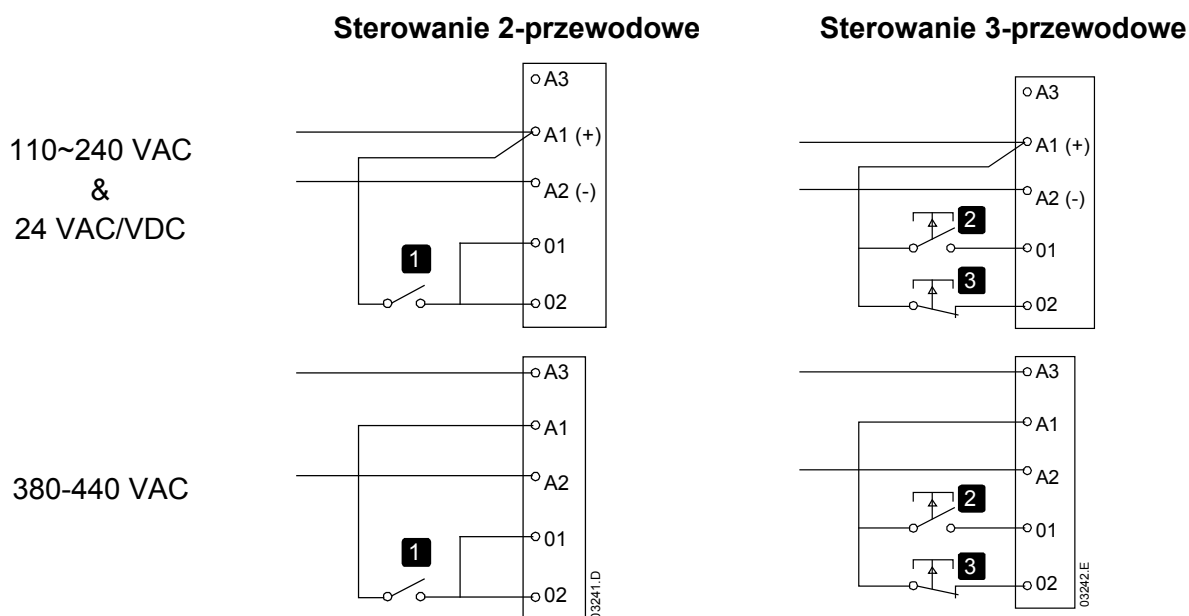 Sterowanie 2-przewodowe
Sterowanie 3-przewodowe
110~240 VAC
&
24 VAC/VDC
A3
A1 (+)
A2 (-)
01
02
1
A3
A1 (+)
A2 (-)
2
01
3
02
380-440 VAC
A3
A1
A2
01
1
02
03241.D
A3
A1
A2
2
01
3
02
03242.E